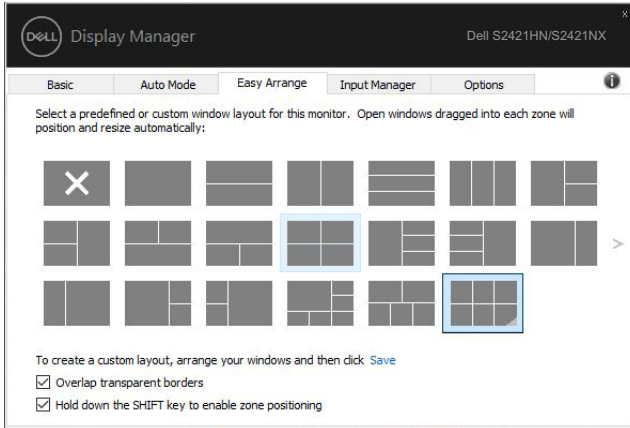 DELL Display Manager
Dell S2421HN/S2421NX
x
Basic
Auto Mode
Easy Arrange
Input Manager
Options
i
Select a predefined or custom window layout for this monitor. Open windows dragged into each zone will
position and resize automatically:
>
To create a custom layout, arrange your windows and then click Save
Overlap transparent borders
Hold down the SHIFT key to enable zone positioning